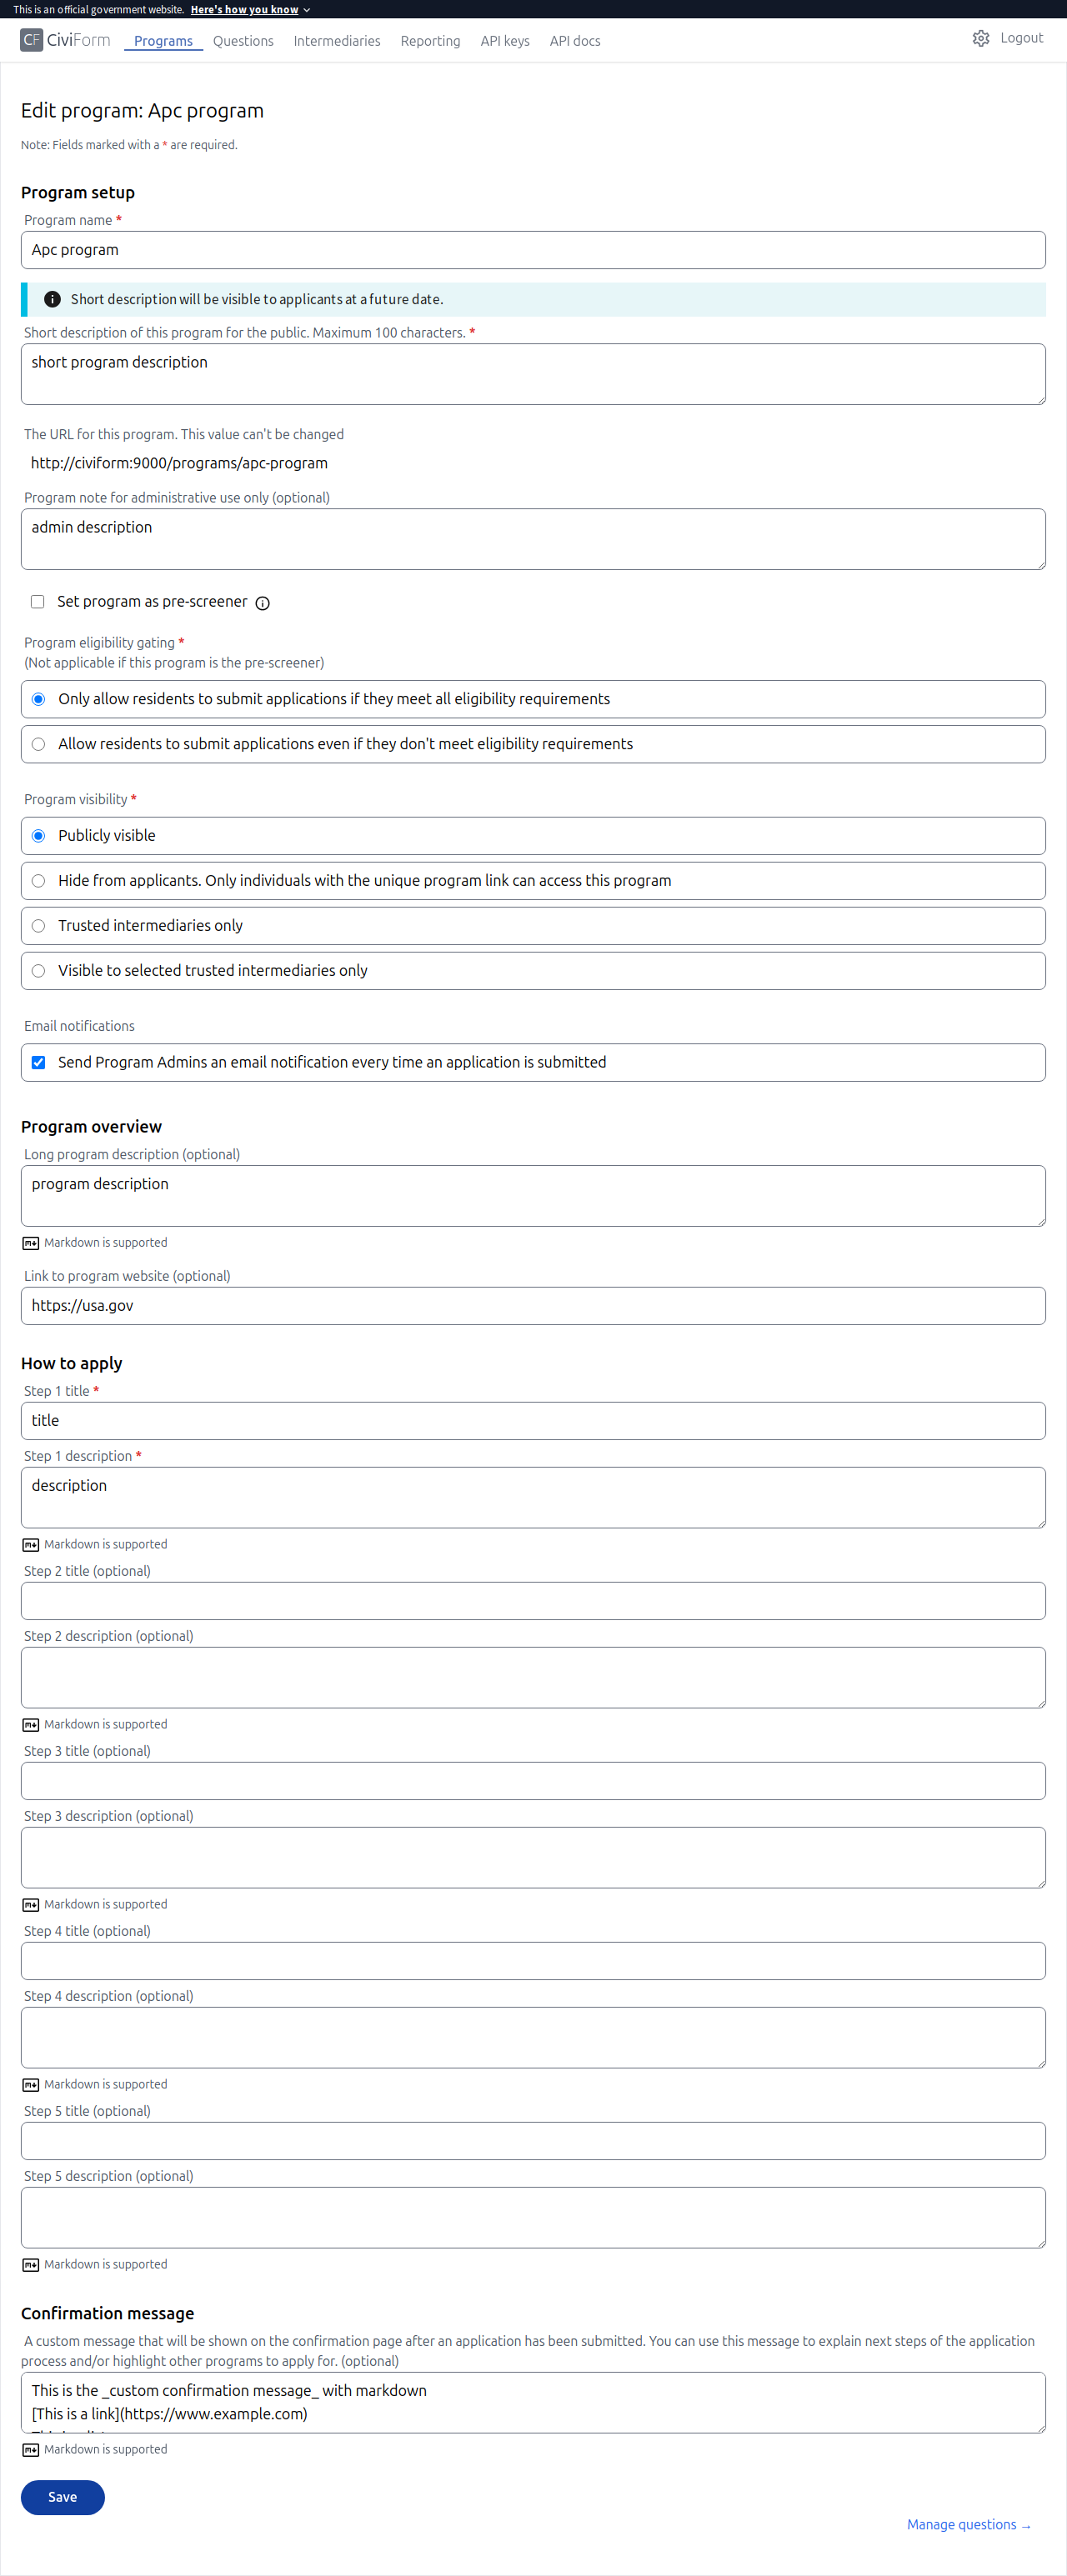 This is an official government website. Here's how you know
CF CiviForm Programs Questions Intermediaries Reporting API keys API docs Logout
Edit program: Apc program
Note: Fields marked with a * are required.
Program setup
Program name *
Apc program
Short description will be visible to applicants at a future date.
Short description of this program for the public. Maximum 100 characters. *
short program description
The URL for this program. This value can't be changed
http://civiform:9000/programs/apc-program
Program note for administrative use only (optional)
admin description
Set program as pre-screener
Program eligibility gating *
(Not applicable if this program is the pre-screener)
Only allow residents to submit applications if they meet all eligibility requirements
Allow residents to submit applications even if they don't meet eligibility requirements
Program visibility *
Publicly visible
Hide from applicants. Only individuals with the unique program link can access this program
Trusted intermediaries only
Visible to selected trusted intermediaries only
Email notifications
Send Program Admins an email notification every time an application is submitted
Program overview
Long program description (optional)
program description
Markdown is supported
Link to program website (optional)
https://usa.gov
How to apply
Step 1 title *
title
Step 1 description *
description
Markdown is supported
Step 2 title (optional)
Step 2 description (optional)
Markdown is supported
Step 3 title (optional)
Step 3 description (optional)
Markdown is supported
Step 4 title (optional)
Step 4 description (optional)
Markdown is supported
Step 5 title (optional)
Step 5 description (optional)
Markdown is supported
Confirmation message
A custom message that will be shown on the confirmation page after an application has been submitted. You can use this message to explain next steps of the application
process and/or highlight other programs to apply for. (optional)
This is the _custom confirmation message_ with markdown
[This is a link](https://www.example.com)
Markdown is supported
Save
Manage questions →